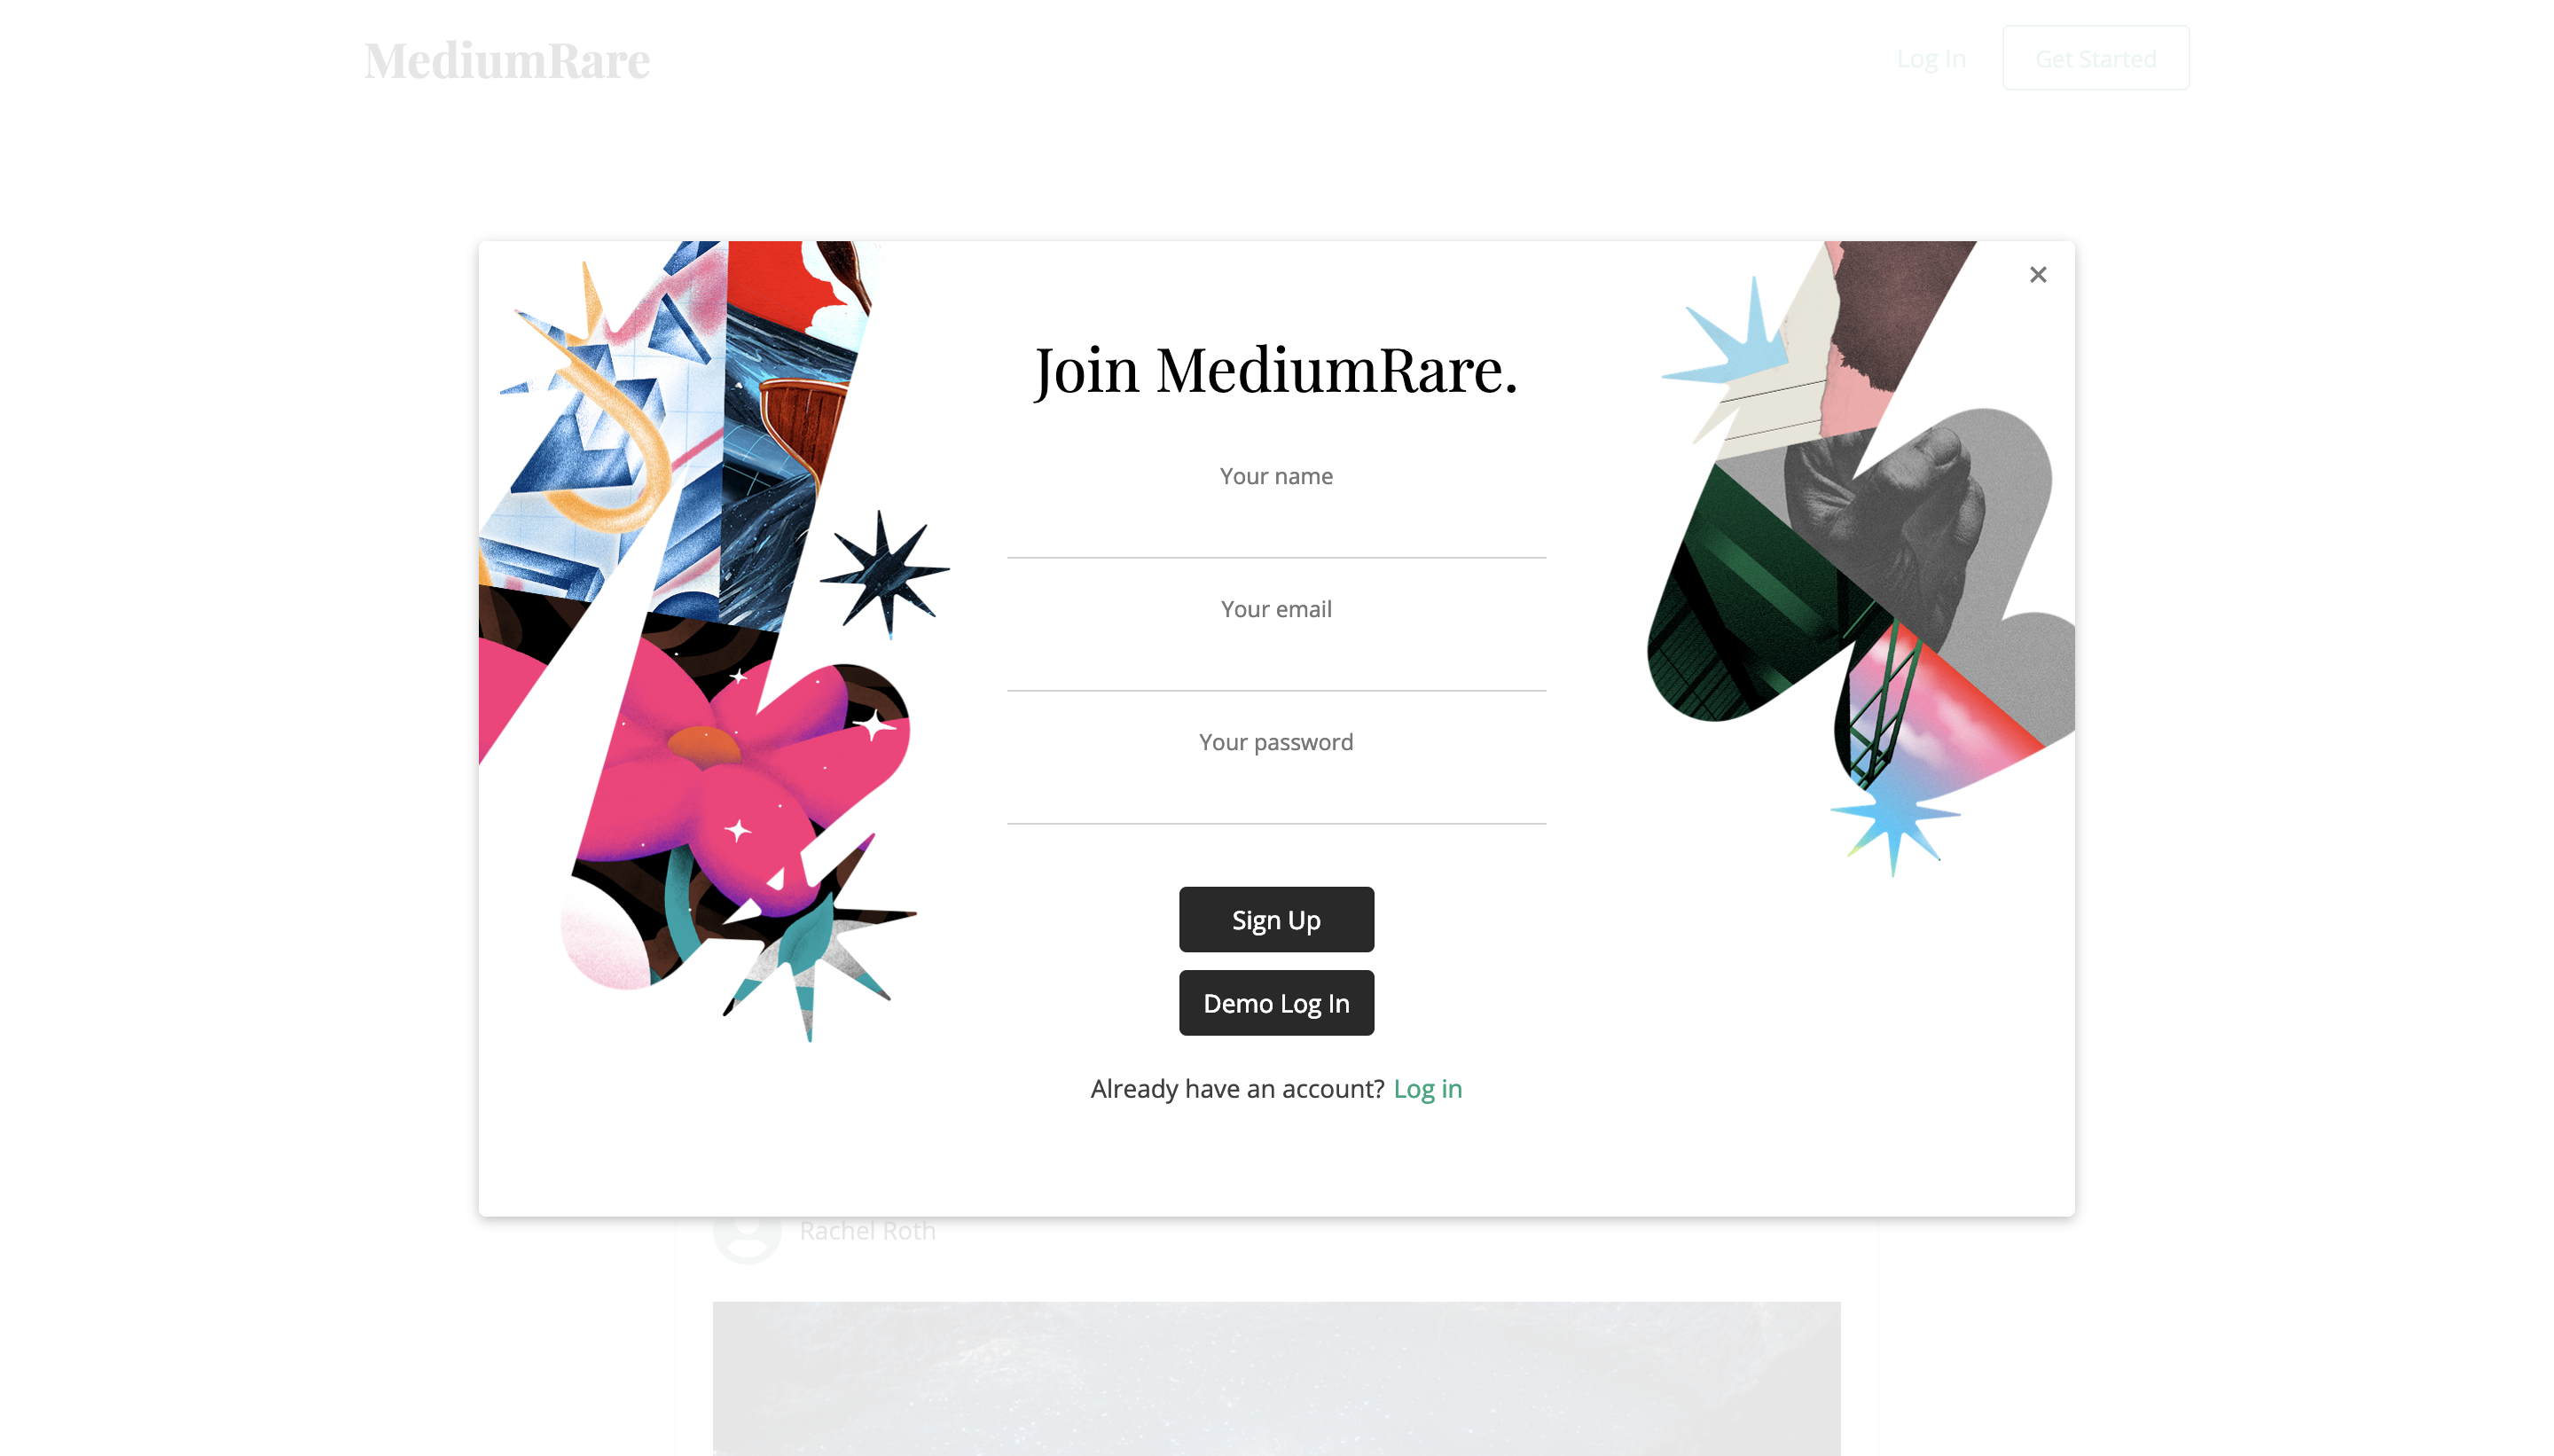 MediumRare
Log In
Get Started
×
Join MediumRare.
Your name
Your email
Your password
Sign Up
Demo Log In
Already have an account? Log in
Rachel Roth